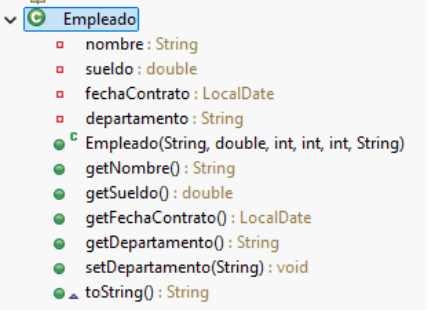 Empleado
nombre : String
sueldo : double
fechaContrato : LocalDate
departamento : String
Empleado(String, double, int, int, int, String)
getNombre() : String
getSueldo() : double
getFechaContrato() : LocalDate
getDepartamento() : String
setDepartamento(String) : void
toString() : String